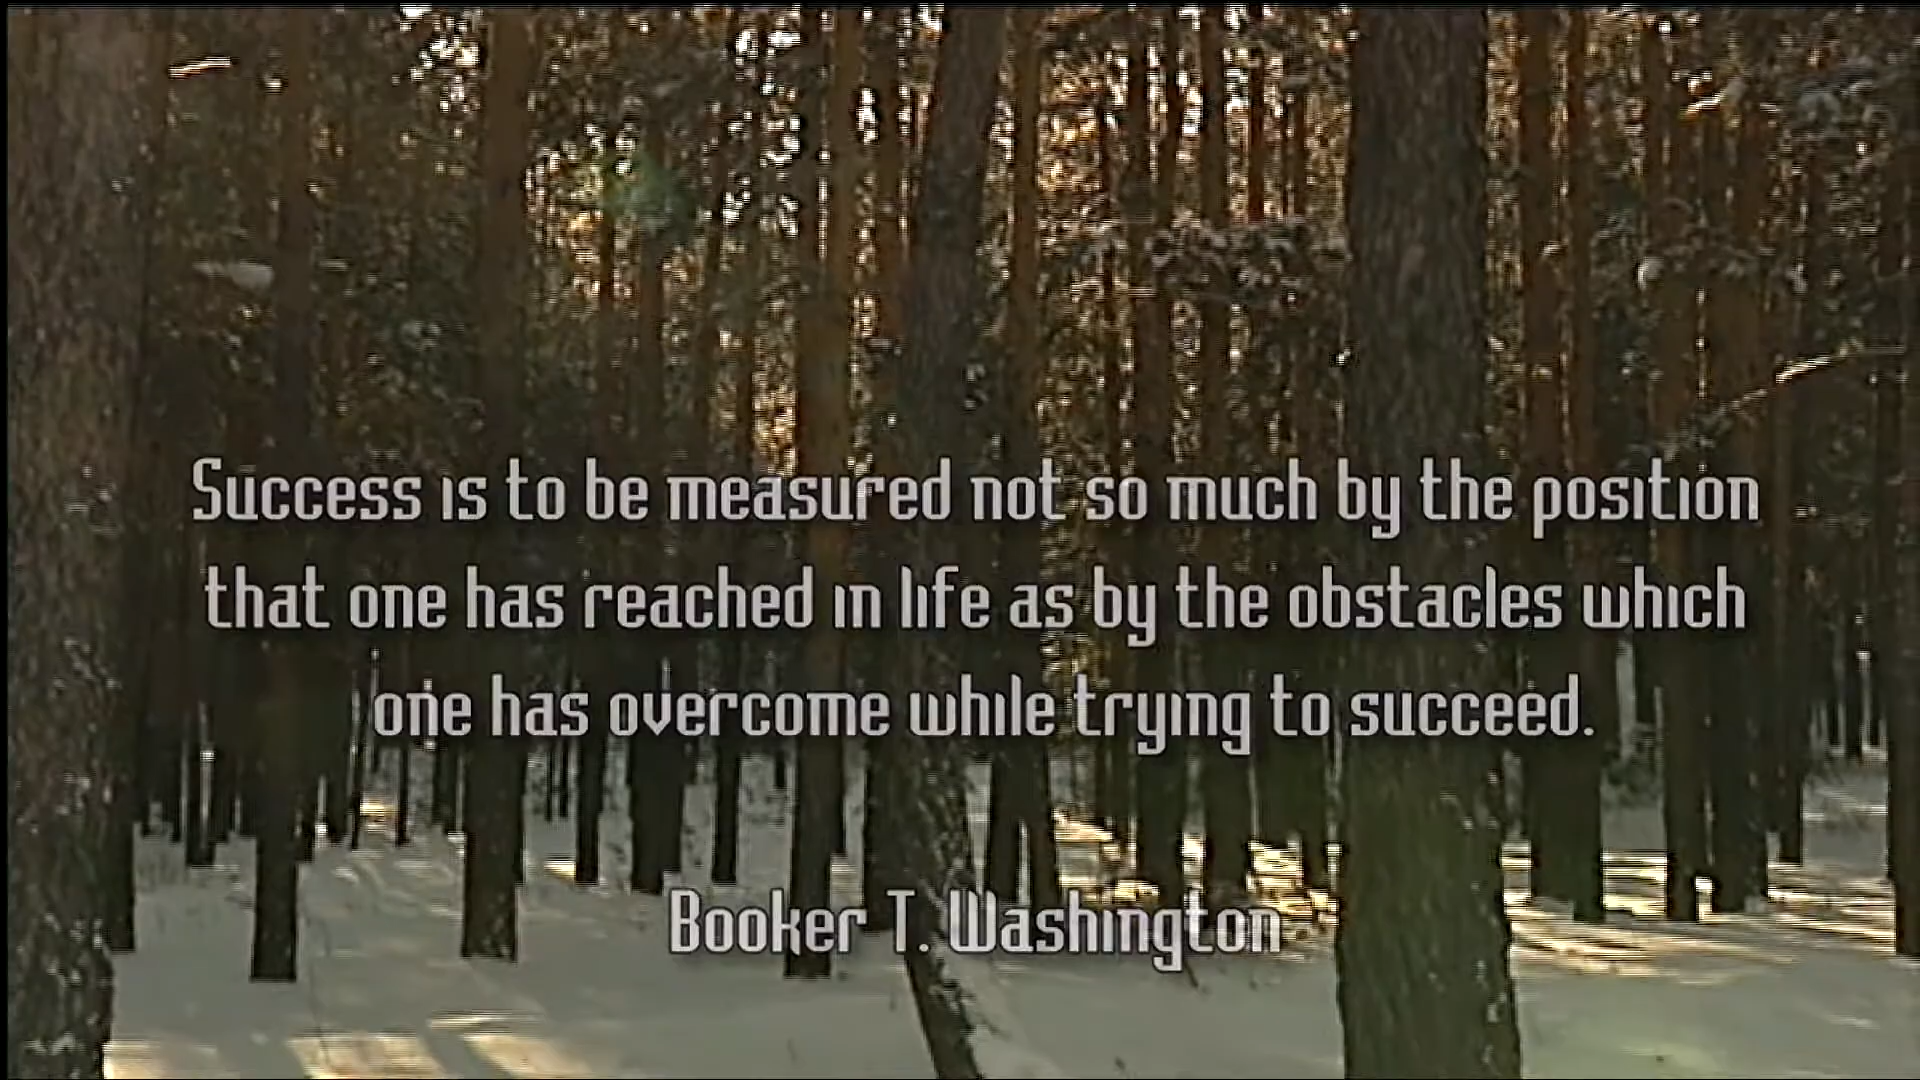 Success is to be measured not so much by the position
that one has reached in life as by the obstacles which
one has overcome while trying to succeed.
Booker T. Washington